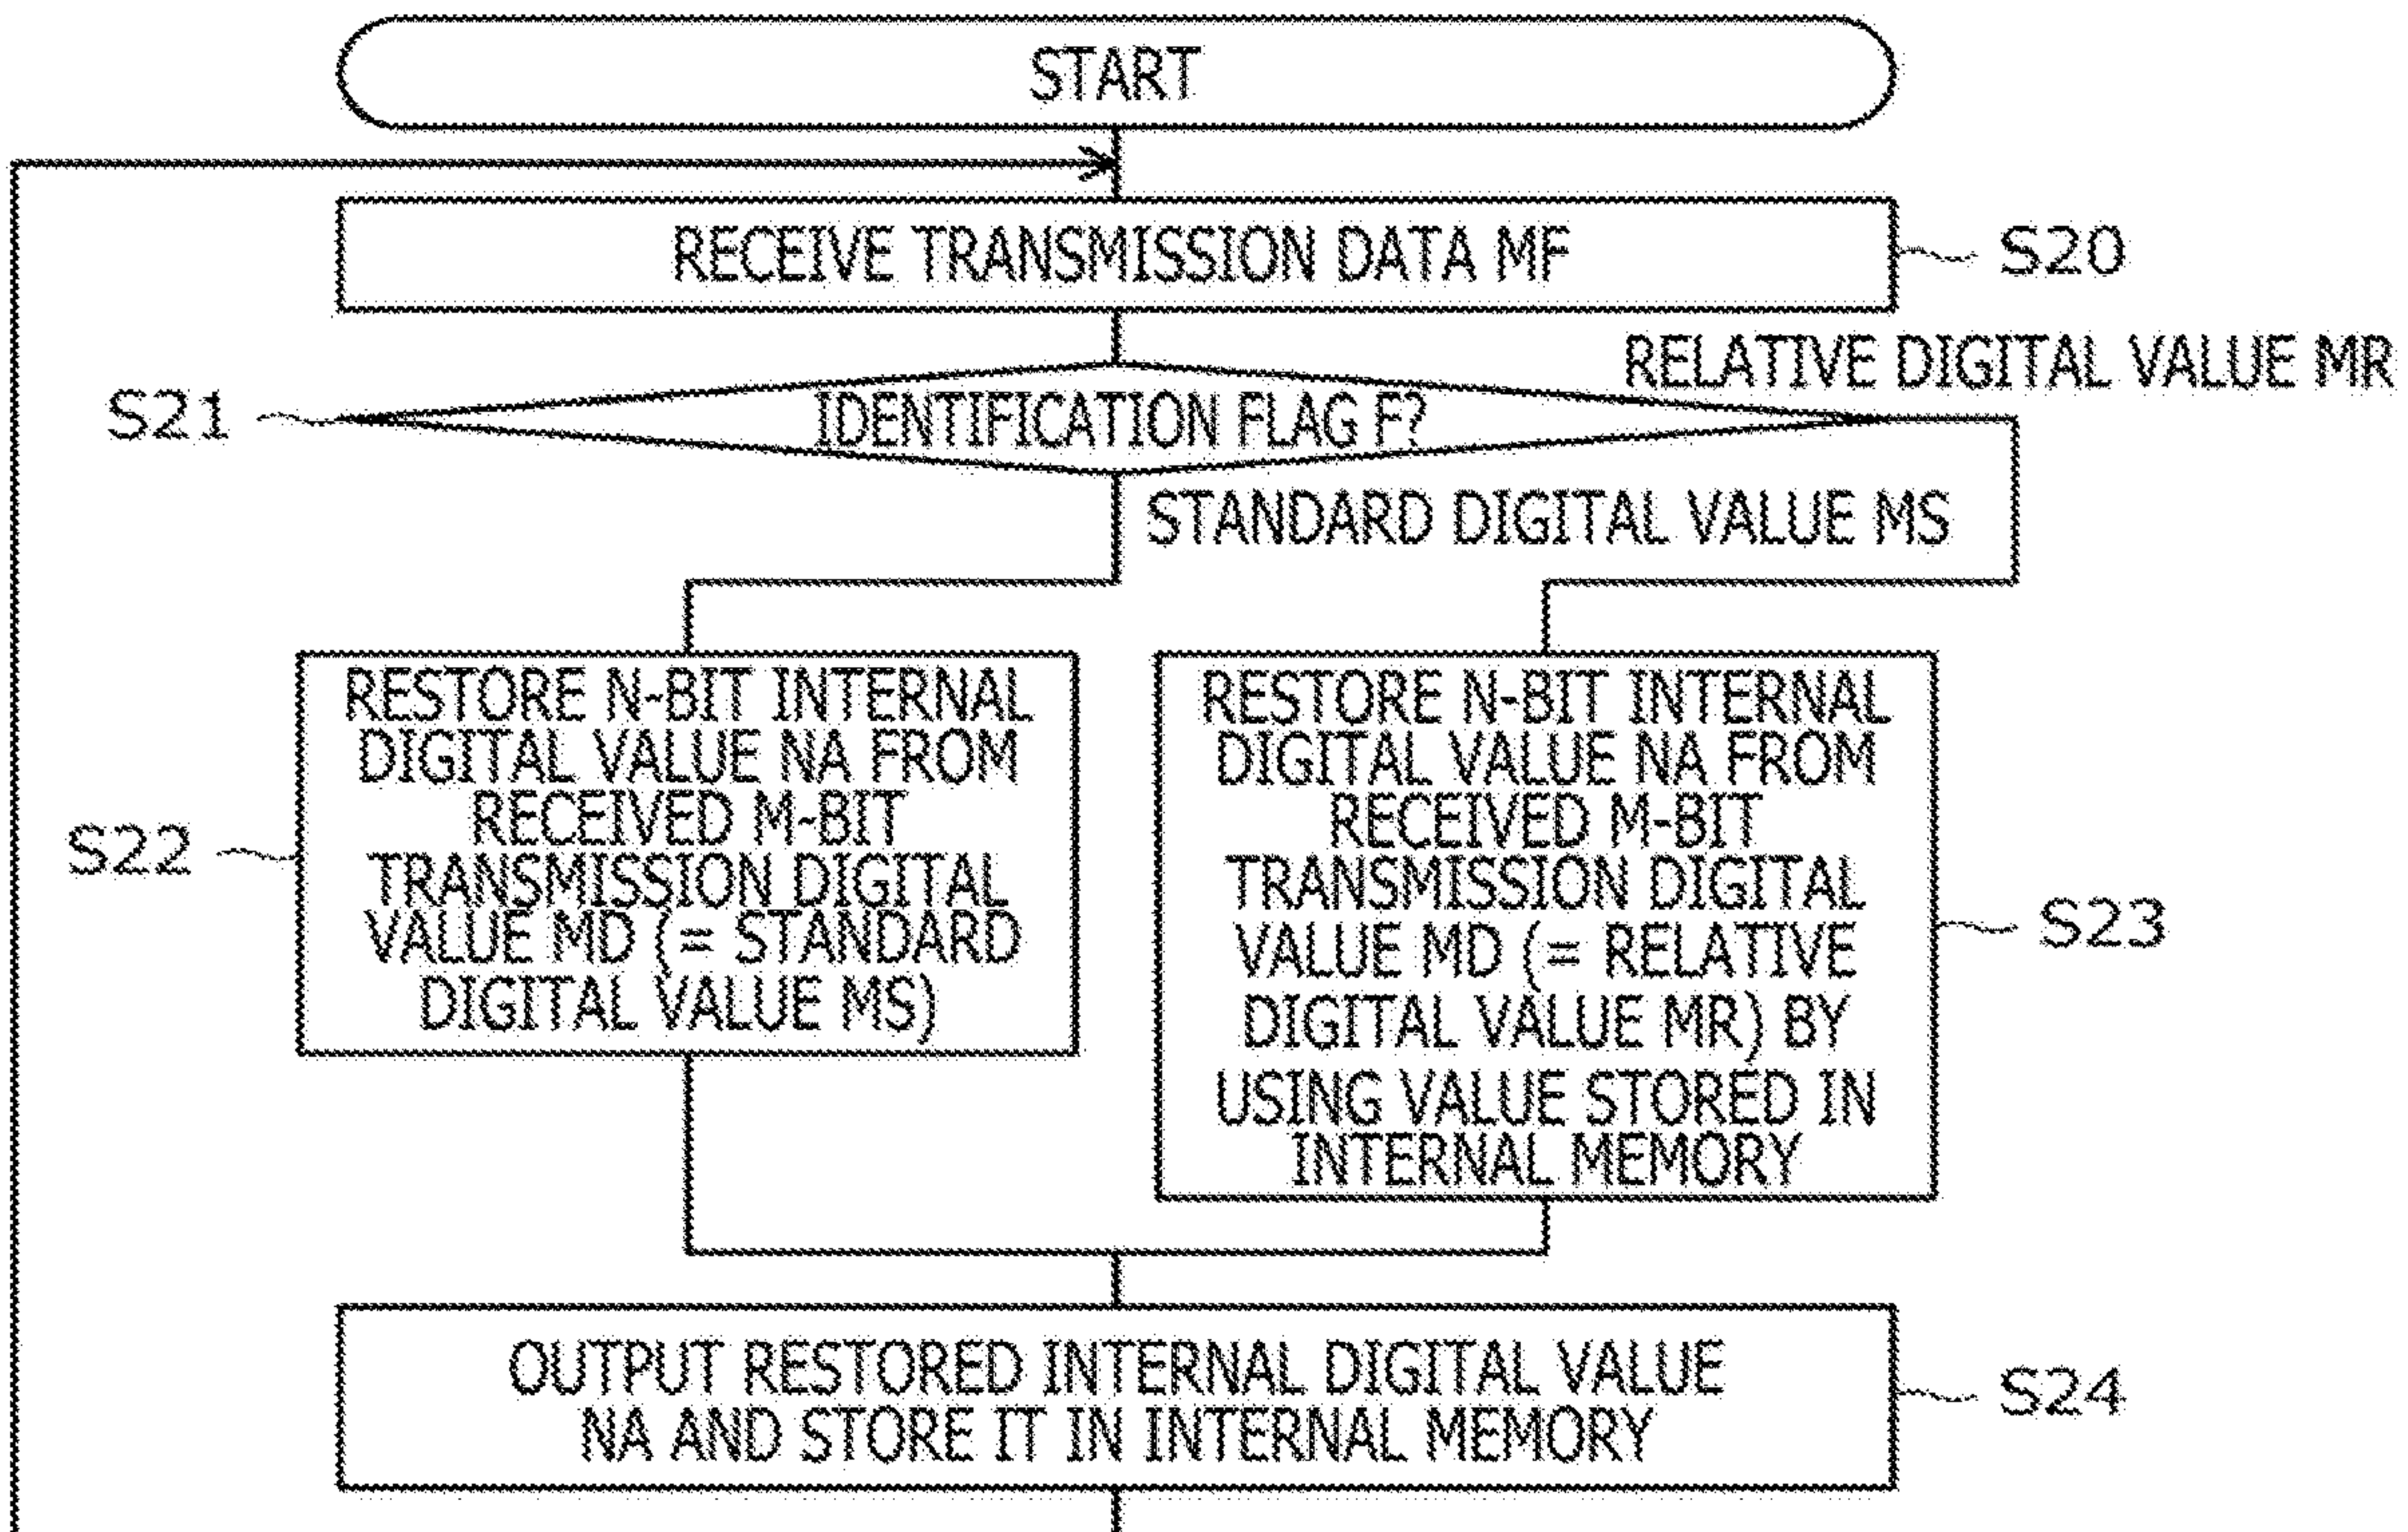 START
RECEIVE TRANSMISSION DATA MF
S20
RELATIVE DIGITAL VALUE MR
S21
IDENTIFICATION FLAG F?
STANDARD DIGITAL VALUE MS
S22
RESTORE N-BIT INTERNAL
DIGITAL VALUE NA FROM
RECEIVED M-BIT
TRANSMISSION DIGITAL
VALUE MD (= STANDARD
DIGITAL VALUE MS)
RESTORE N-BIT INTERNAL
DIGITAL VALUE NA FROM
RECEIVED M-BIT
TRANSMISSION DIGITAL
VALUE MD (= RELATIVE
DIGITAL VALUE MR) BY
USING VALUE STORED IN
INTERNAL MEMORY
S23
OUTPUT RESTORED INTERNAL DIGITAL VALUE
NA AND STORE IT IN INTERNAL MEMORY
S24